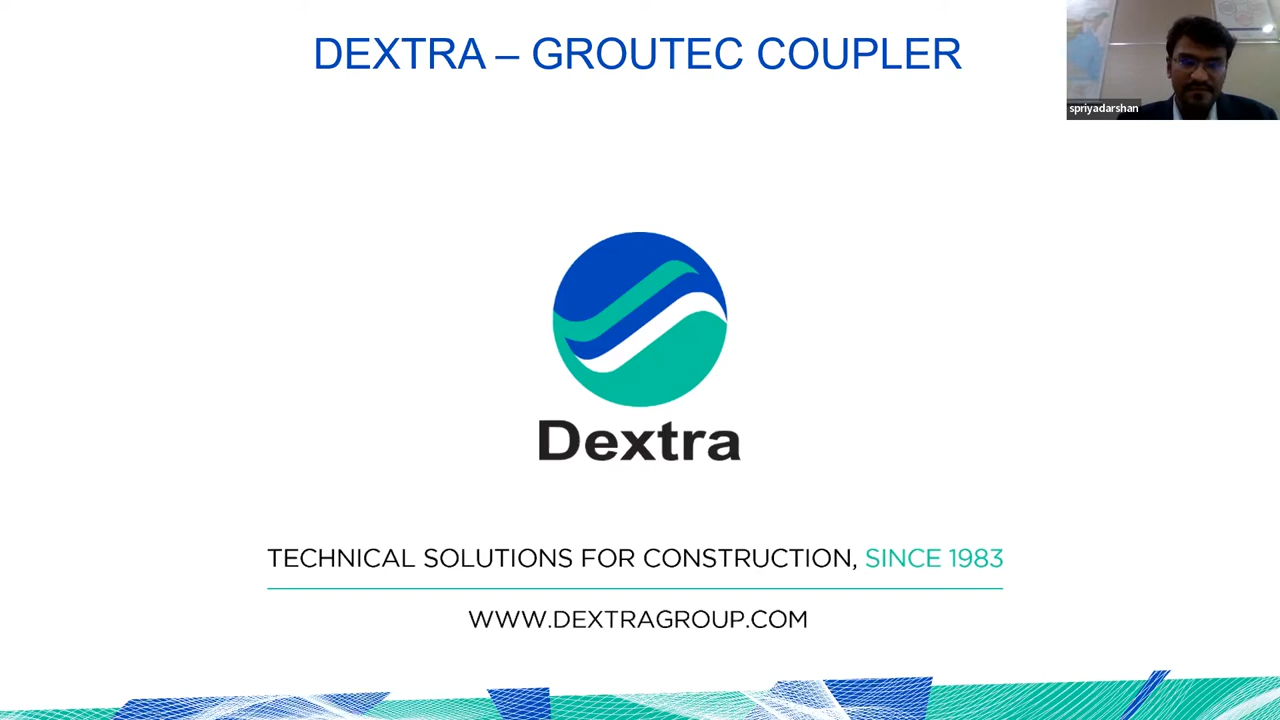 DEXTRA – GROUTEC COUPLER
spriyadarshan
Dextra
TECHNICAL SOLUTIONS FOR CONSTRUCTION, SINCE 1983
WWW.DEXTRAGROUP.COM